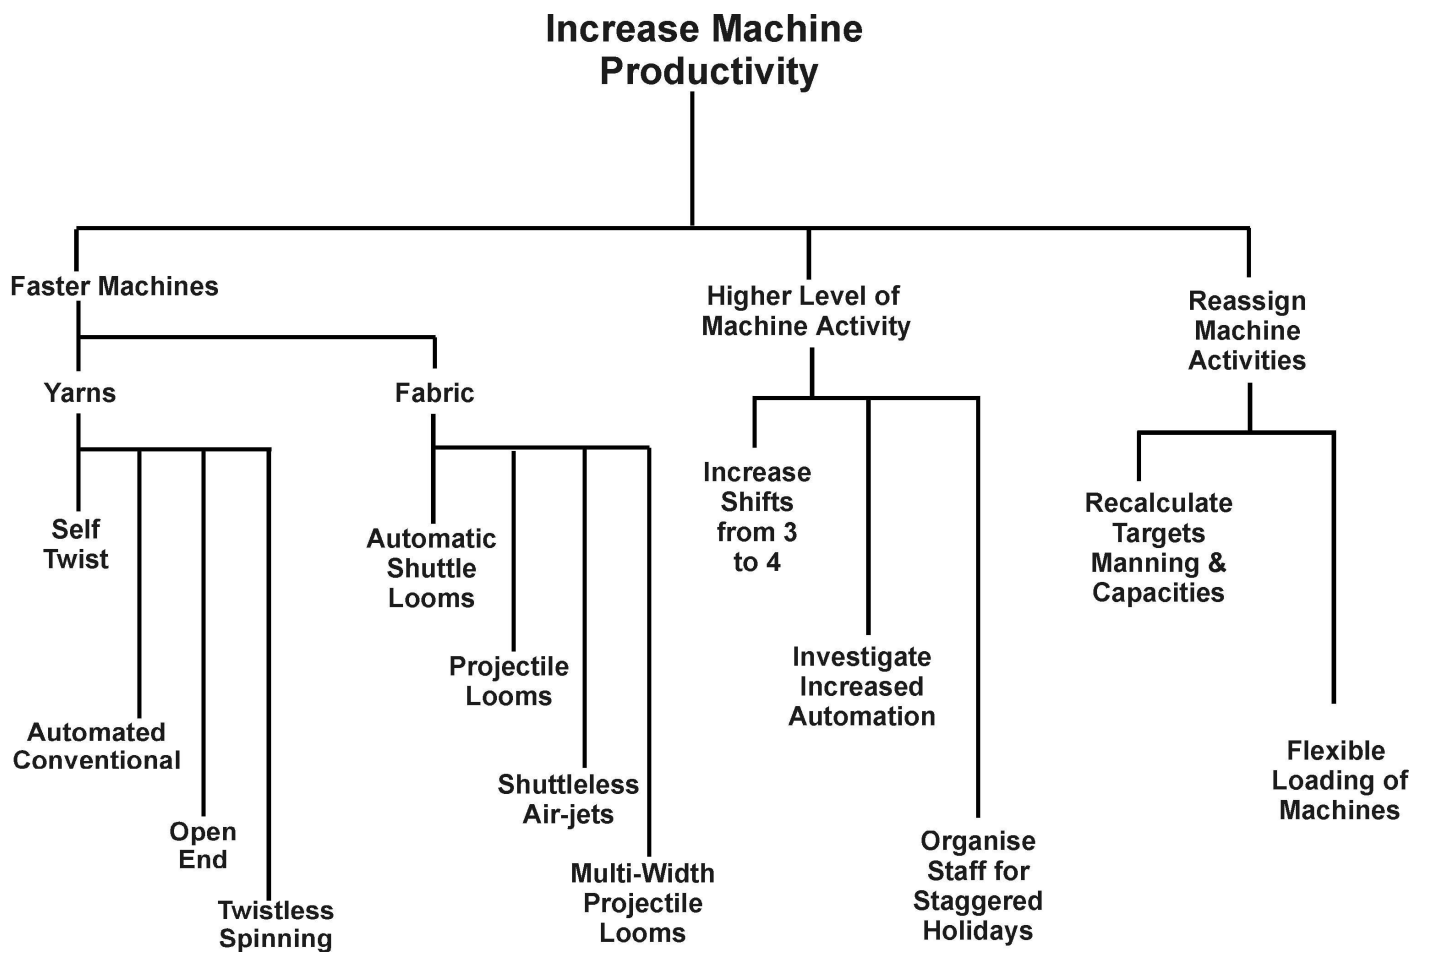 Increase Machine
Productivity
Faster Machines
Higher Level of
Machine Activity
Reassign
Machine
Activities
Yarns
Fabric
Self
Twist
Automated
Conventional
Open
End
Twistless
Spinning
Automatic
Shuttle
Looms
Projectile
Looms
Shuttleless
Air-jets
Multi-Width
Projectile
Looms
Increase
Shifts
from 3
to 4
Investigate
Increased
Automation
Organise
Staff for
Staggered
Holidays
Recalculate
Targets
Manning &
Capacities
Flexible
Loading of
Machines